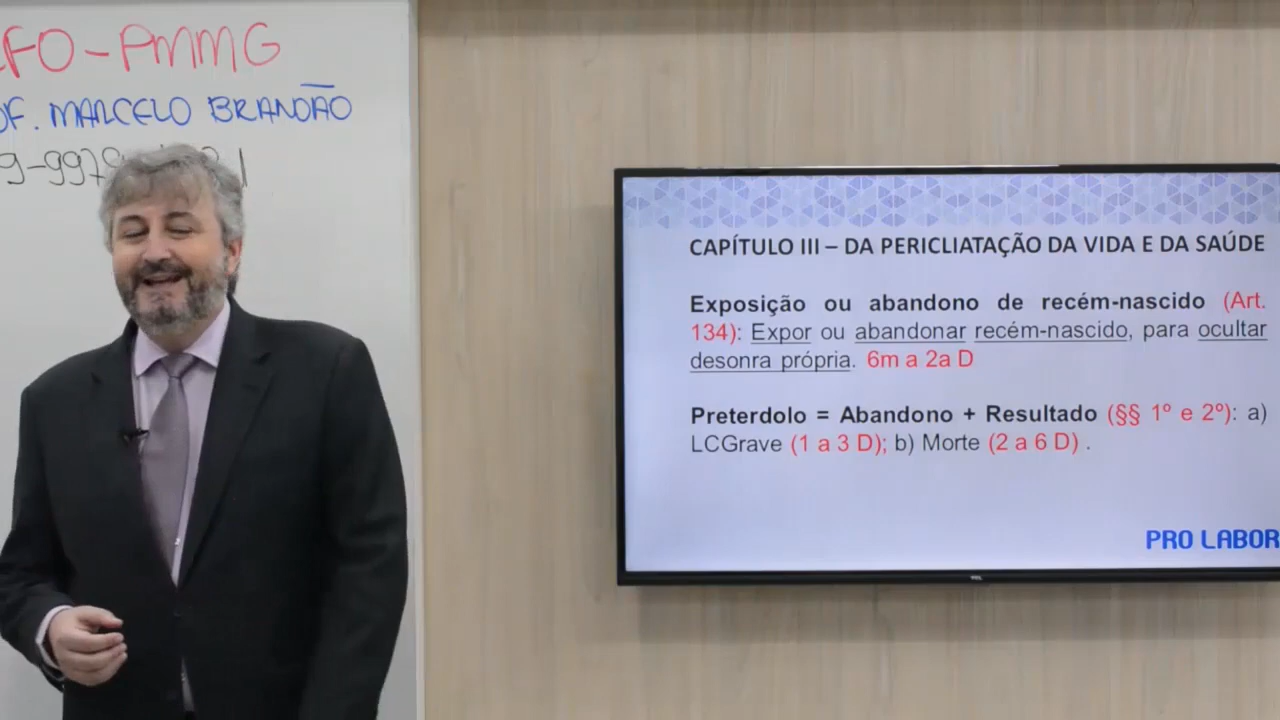 CFO-PMMG
OF. MARCELO BRANDÃO
9-997
CAPÍTULO III – DA PERICLIATAÇÃO DA VIDA E DA SAÚDE
Exposição ou abandono de recém-nascido (Art.
134): Expor ou abandonar recém-nascido, para ocultar
desonra própria. 6m a 2a D
Preterdolo = Abandono + Resultado (§§ 1º e 2º): a)
LCGrave (1 a 3 D); b) Morte (2 a 6 D) .
PRO LABOR